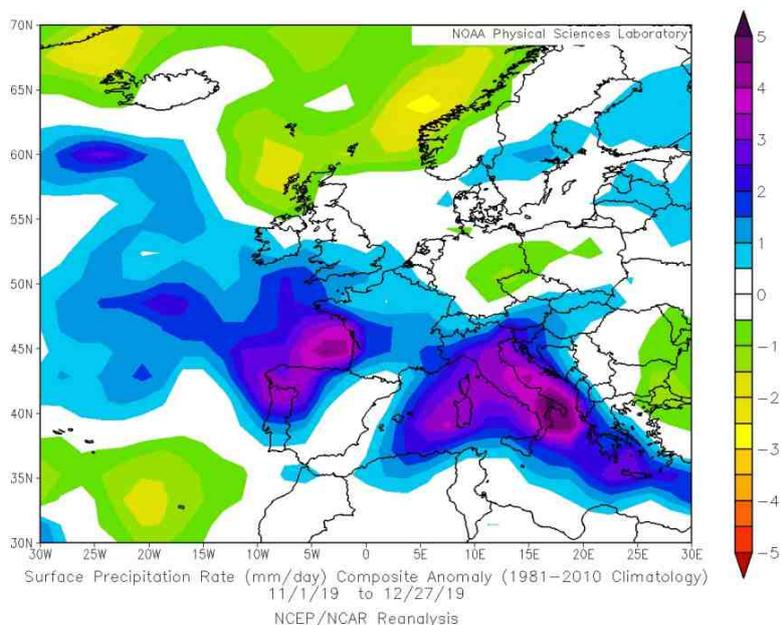 NOAA Physical Sciences Laboratory
70N
65N
60N
55N
50N
45N
40N
35N
30N
30W 25W 20W 15W 10W 5W 0 5E 10E 15E 20E 25E 30E
5
4
3
2
1
0
-1
-2
-3
-4
-5
Surface Precipitation Rate (mm/day) Composite Anomaly (1981-2010 Climatology)
11/1/19 to 12/27/19
NCEP/NCAR Reanalysis